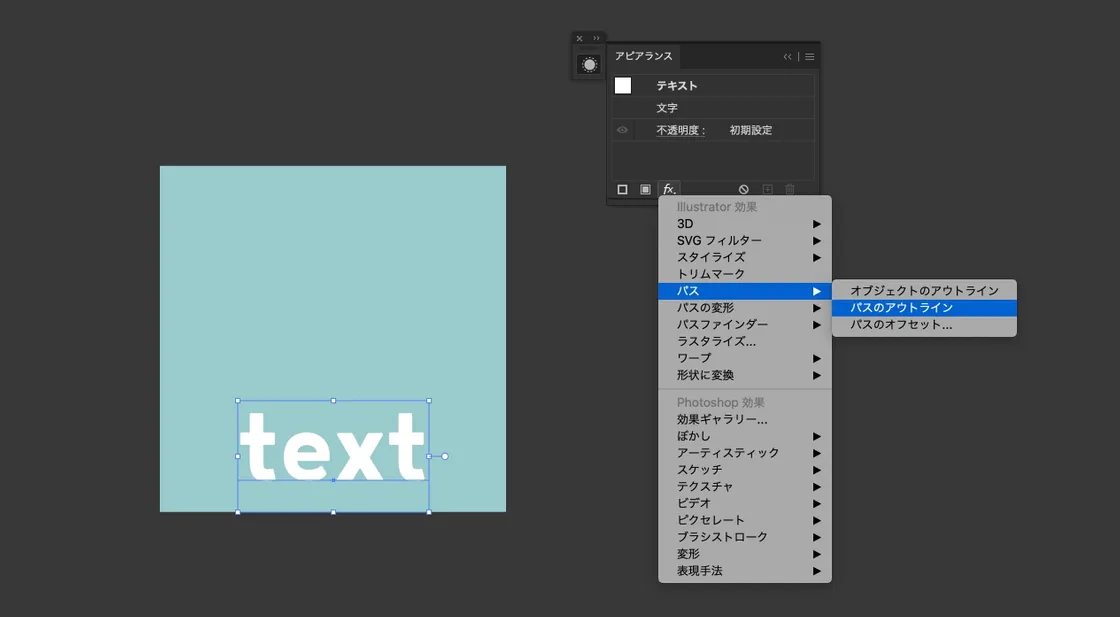 アピアランス
テキスト
文字
不透明度 : 初期設定
fx.
Illustrator 効果
3D
SVG フィルター
スタイライズ
トリムマーク
パス
オブジェクトのアウトライン
パスのアウトライン
パスのオフセット...
パスの変形
パスファインダー
ラスタライズ...
ワープ
形状に変換
Photoshop 効果
効果ギャラリー...
ぼかし
アーティスティック
スケッチ
テクスチャ
ビデオ
ピクセレート
ブラシストローク
変形
表現手法
text